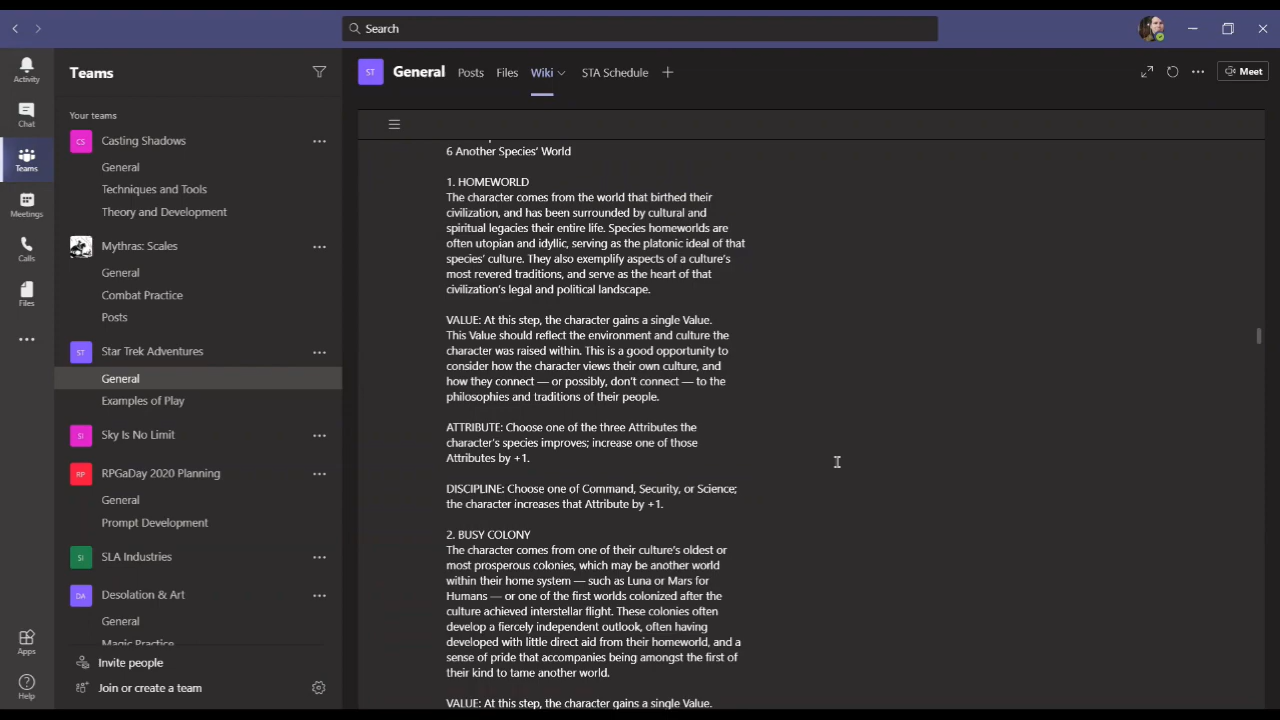 Search
Activity
Chat
Teams
Meetings
Calls
Files
Apps
Help
Teams
Your teams
CS Casting Shadows
General
Techniques and Tools
Theory and Development
Mythras: Scales
General
Combat Practice
Posts
ST Star Trek Adventures
General
Examples of Play
SI Sky Is No Limit
RP RPGaDay 2020 Planning
General
Prompt Development
SI SLA Industries
DA Desolation & Art
General
Magic Practice
Invite people
Join or create a team
ST General Posts Files Wiki STA Schedule
Meet
6 Another Species' World
1. HOMEWORLD
The character comes from the world that birthed their
civilization, and has been surrounded by cultural and
spiritual legacies their entire life. Species homeworlds are
often utopian and idyllic, serving as the platonic ideal of that
species' culture. They also exemplify aspects of a culture's
most revered traditions, and serve as the heart of that
civilization's legal and political landscape.
VALUE: At this step, the character gains a single Value.
This Value should reflect the environment and culture the
character was raised within. This is a good opportunity to
consider how the character views their own culture, and
how they connect — or possibly, don't connect — to the
philosophies and traditions of their people.
ATTRIBUTE: Choose one of the three Attributes the
character's species improves; increase one of those
Attributes by +1.
DISCIPLINE: Choose one of Command, Security, or Science;
the character increases that Attribute by +1.
2. BUSY COLONY
The character comes from one of their culture's oldest or
most prosperous colonies, which may be another world
within their home system — such as Luna or Mars for
Humans — or one of the first worlds colonized after the
culture achieved interstellar flight. These colonies often
develop a fiercely independent outlook, often having
developed with little direct aid from their homeworld, and a
sense of pride that accompanies being amongst the first of
their kind to tame another world.
VALUE: At this step, the character gains a single Value.